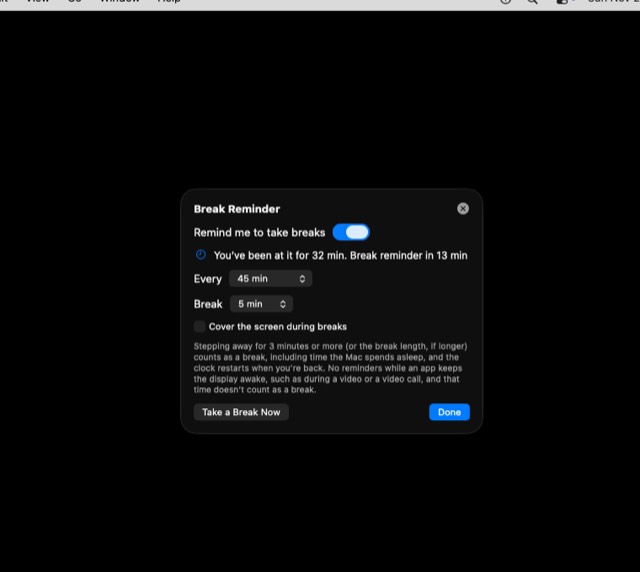 View Go Window Help
Break Reminder
Remind me to take breaks
You've been at it for 32 min. Break reminder in 13 min
Every 45 min
Break 5 min
Cover the screen during breaks
Stepping away for 3 minutes or more (or the break length, if longer)
counts as a break, including time the Mac spends asleep, and the
clock restarts when you're back. No reminders while an app keeps
the display awake, such as during a video or a video call, and that
time doesn't count as a break.
Take a Break Now Done